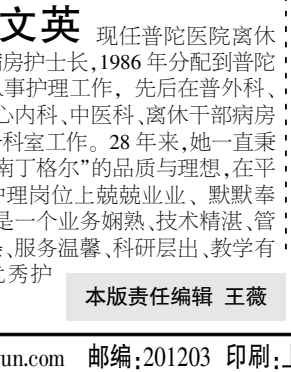 文英 现任普陀医院离休
病房护士长,1986 年分配到普陀
从事护理工作, 先后在普外科、
心内科、中医科、离休干部病房
科室工作。28 年来,她一直秉
南丁格尔”的品质与理想,在平
护理岗位上兢兢业业、默默奉
是一个业务娴熟、技术精湛、管
、服务温馨、科研层出、教学有
优秀护
本版责任编辑 王薇
un.com 邮编:201203 印刷:上